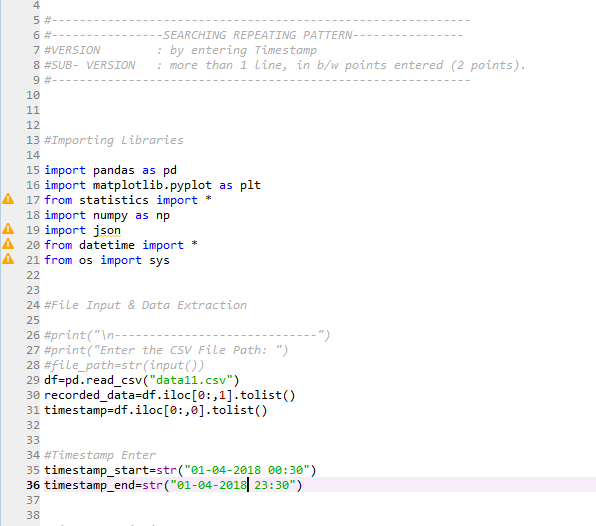 4
5 #------------------------------------------------------------
6 #----------------SEARCHING REPEATING PATTERN----------------
7 #VERSION        : by entering Timestamp
8 #SUB- VERSION   : more than 1 line, in b/w points entered (2 points).
9 #------------------------------------------------------------
10
11
12
13 #Importing Libraries
14
15 import pandas as pd
16 import matplotlib.pyplot as plt
17 from statistics import *
18 import numpy as np
19 import json
20 from datetime import *
21 from os import sys
22
23
24 #File Input & Data Extraction
25
26 #print("\n-----------------------------")
27 #print("Enter the CSV File Path: ")
28 #file_path=str(input())
29 df=pd.read_csv("data11.csv")
30 recorded_data=df.iloc[0:,1].tolist()
31 timestamp=df.iloc[0:,0].tolist()
32
33
34 #Timestamp Enter
35 timestamp_start=str("01-04-2018 00:30")
36 timestamp_end=str("01-04-2018 23:30")
37
38